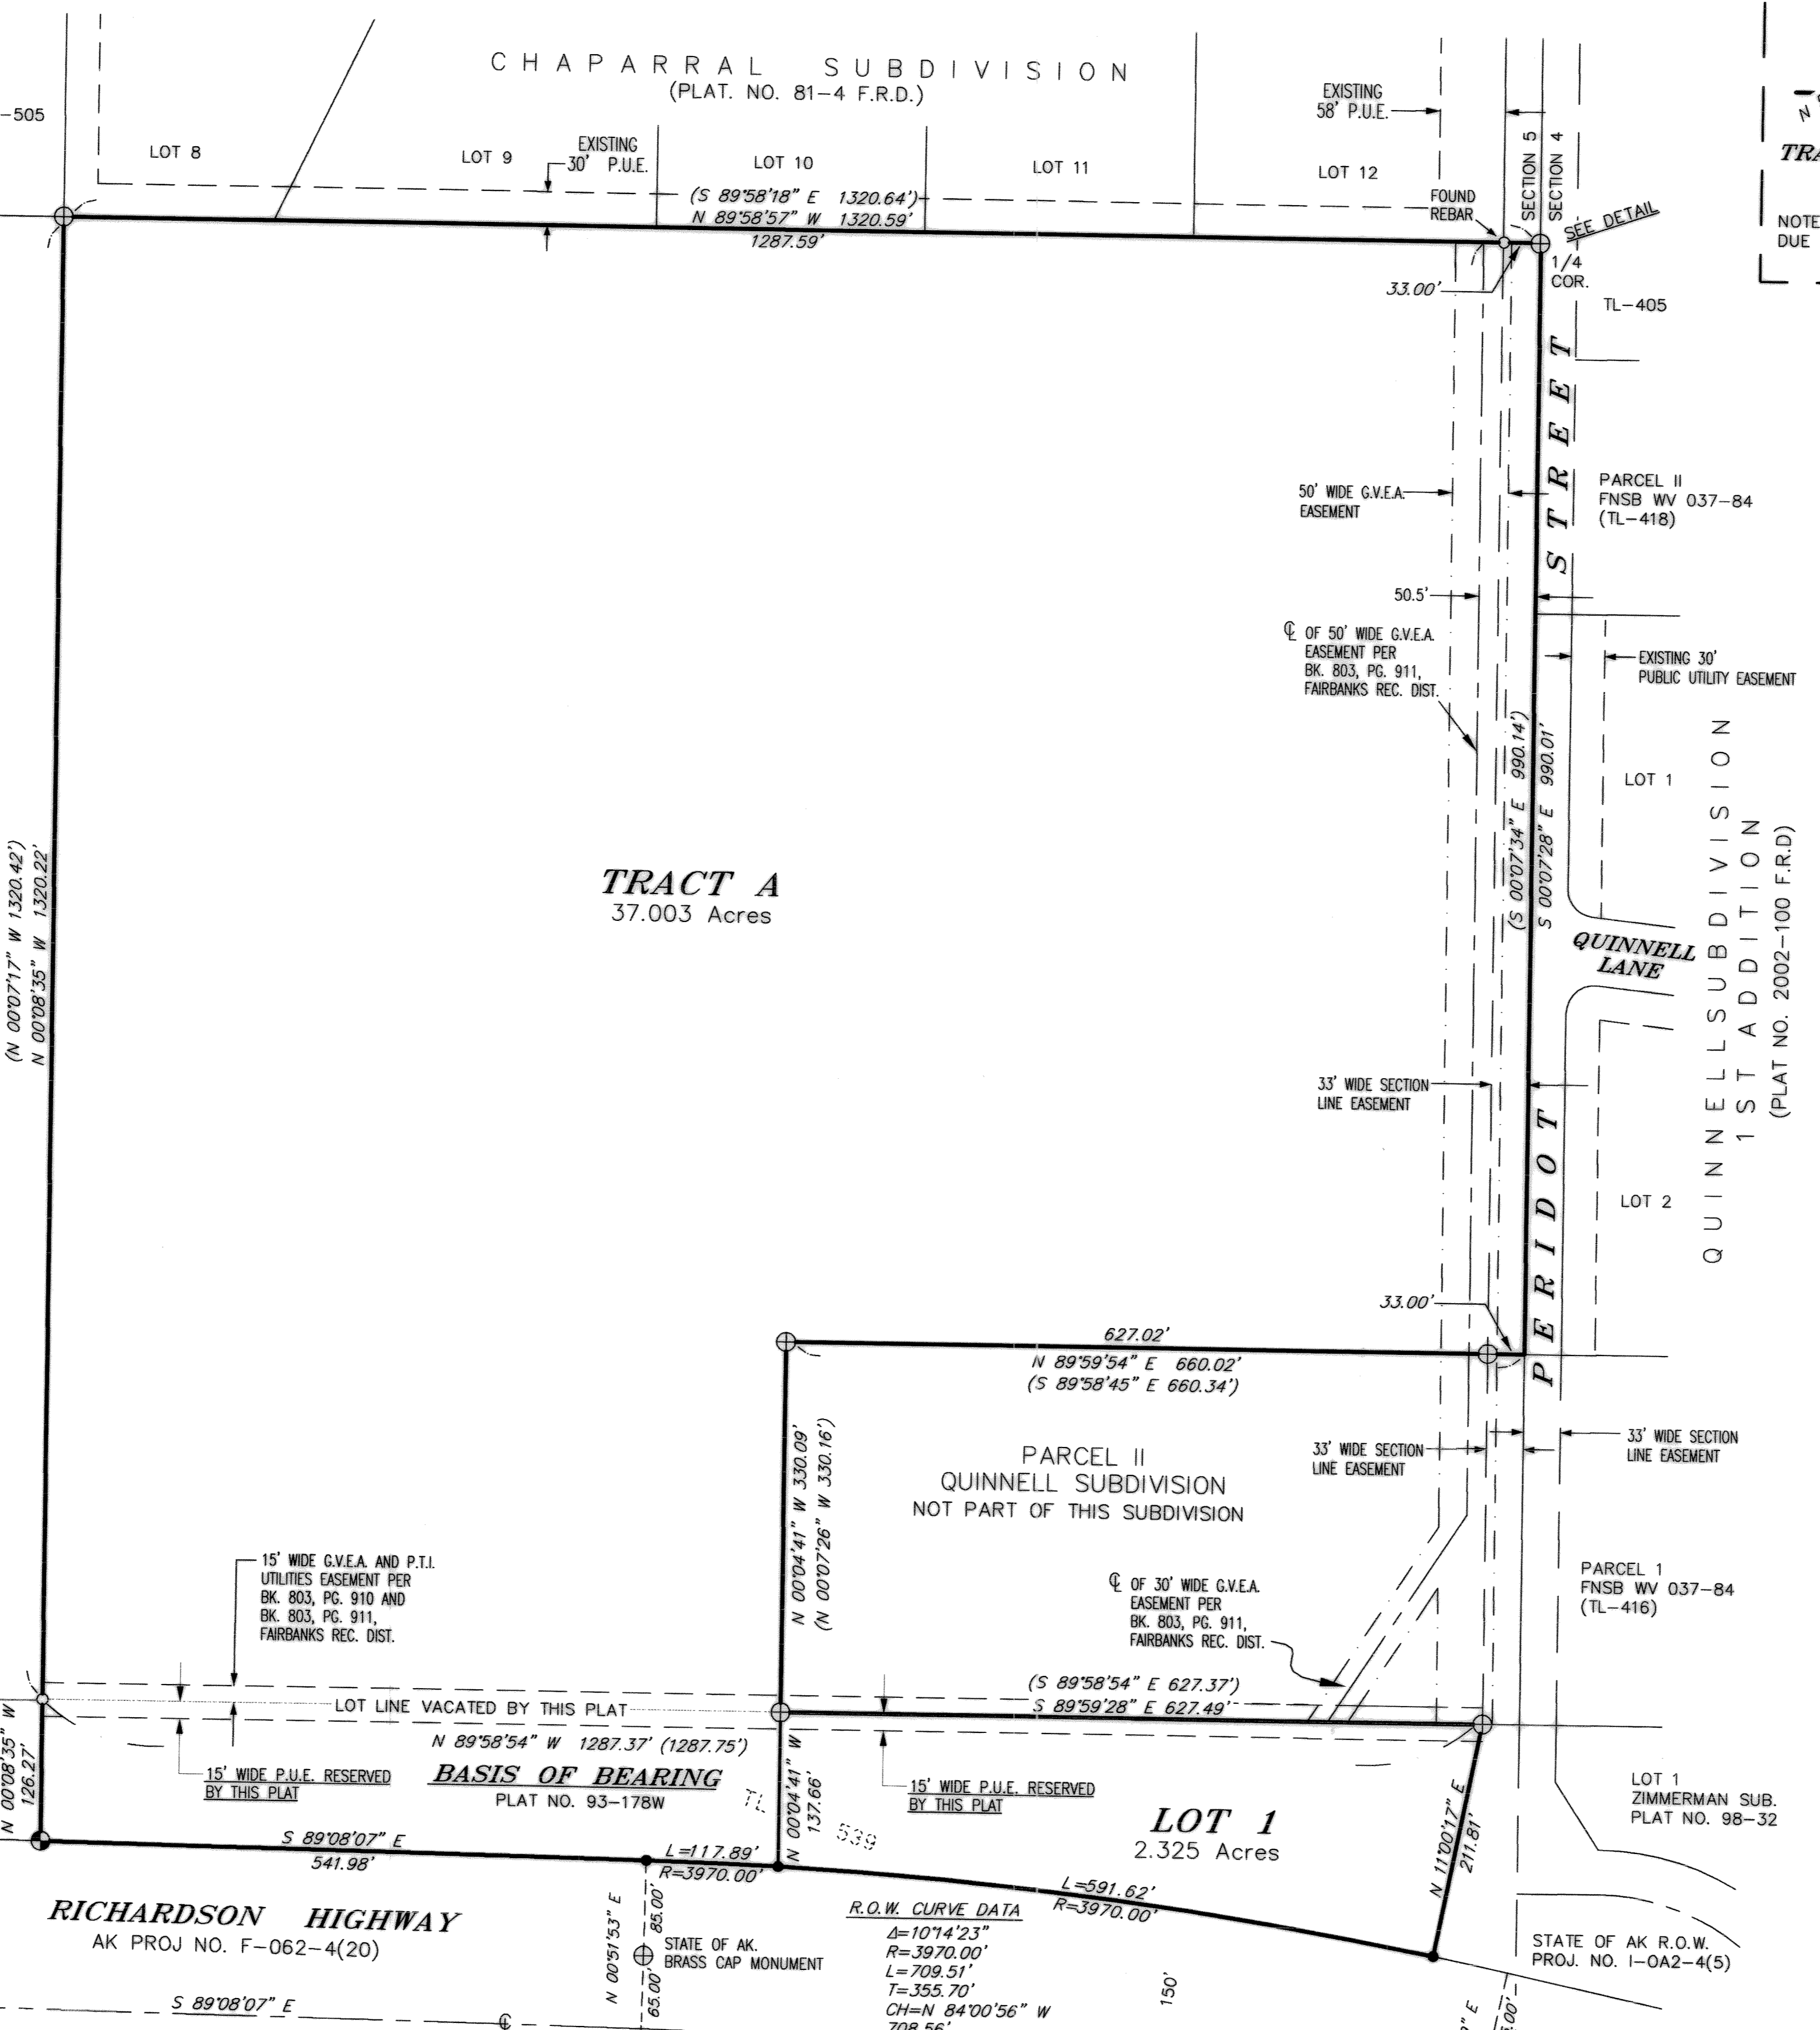 CHAPARRAL SUBDIVISION
(PLAT. NO. 81-4 F.R.D.)
-505
LOT 8
LOT 9
EXISTING
30' P.U.E.
LOT 10
LOT 11
LOT 12
EXISTING
58' P.U.E.
SECTION 5
SECTION 4
FOUND
REBAR
SEE DETAIL
TRA
NOTE
DUE
(S 89°58'18" E 1320.64')
N 89°58'57" W 1320.59'
1287.59'
33.00'
1/4
COR.
TL-405
PERIDOT STREET
50' WIDE G.V.E.A.
EASEMENT
PARCEL II
FNSB WV 037-84
(TL-418)
50.5'
℄ OF 50' WIDE G.V.E.A.
EASEMENT PER
BK. 803, PG. 911,
FAIRBANKS REC. DIST.
EXISTING 30'
PUBLIC UTILITY EASEMENT
(S 00°07'34" E 990.14')
S 00°07'28" E 990.01'
LOT 1
QUINNELL SUBDIVISION
1ST ADDITION
(PLAT NO. 2002-100 F.R.D)
QUINNELL
LANE
(N 00°07'17" W 1320.42')
N 00°08'35" W 1320.22'
TRACT A
37.003 Acres
33' WIDE SECTION
LINE EASEMENT
LOT 2
33.00'
627.02'
N 89°59'54" E 660.02'
(S 89°58'45" E 660.34')
N 00°04'41" W 330.09'
(N 00°07'26" W 330.16')
PARCEL II
QUINNELL SUBDIVISION
NOT PART OF THIS SUBDIVISION
33' WIDE SECTION
LINE EASEMENT
33' WIDE SECTION
LINE EASEMENT
15' WIDE G.V.E.A. AND P.T.I.
UTILITIES EASEMENT PER
BK. 803, PG. 910 AND
BK. 803, PG. 911,
FAIRBANKS REC. DIST.
℄ OF 30' WIDE G.V.E.A.
EASEMENT PER
BK. 803, PG. 911,
FAIRBANKS REC. DIST.
PARCEL 1
FNSB WV 037-84
(TL-416)
LOT LINE VACATED BY THIS PLAT
(S 89°58'54" E 627.37')
S 89°59'28" E 627.49'
N 89°58'54" W 1287.37' (1287.75')
BASIS OF BEARING
PLAT NO. 93-178W
N 00°08'35" W
126.27'
15' WIDE P.U.E. RESERVED
BY THIS PLAT
TL 539
N 00°04'41" W
137.66'
15' WIDE P.U.E. RESERVED
BY THIS PLAT
LOT 1
2.325 Acres
N 11°00'17" E
211.81'
LOT 1
ZIMMERMAN SUB.
PLAT NO. 98-32
S 89°08'07" E
541.98'
L=117.89'
R=3970.00'
L=591.62'
R=3970.00'
RICHARDSON HIGHWAY
AK PROJ NO. F-062-4(20)
N 00°51'53" E
85.00'
65.00'
STATE OF AK.
BRASS CAP MONUMENT
R.O.W. CURVE DATA
Δ=10°14'23"
R=3970.00'
L=709.51'
T=355.70'
CH=N 84°00'56" W
708.56'
150'
STATE OF AK R.O.W.
PROJ. NO. I-0A2-4(5)
S 89°08'07" E
℄